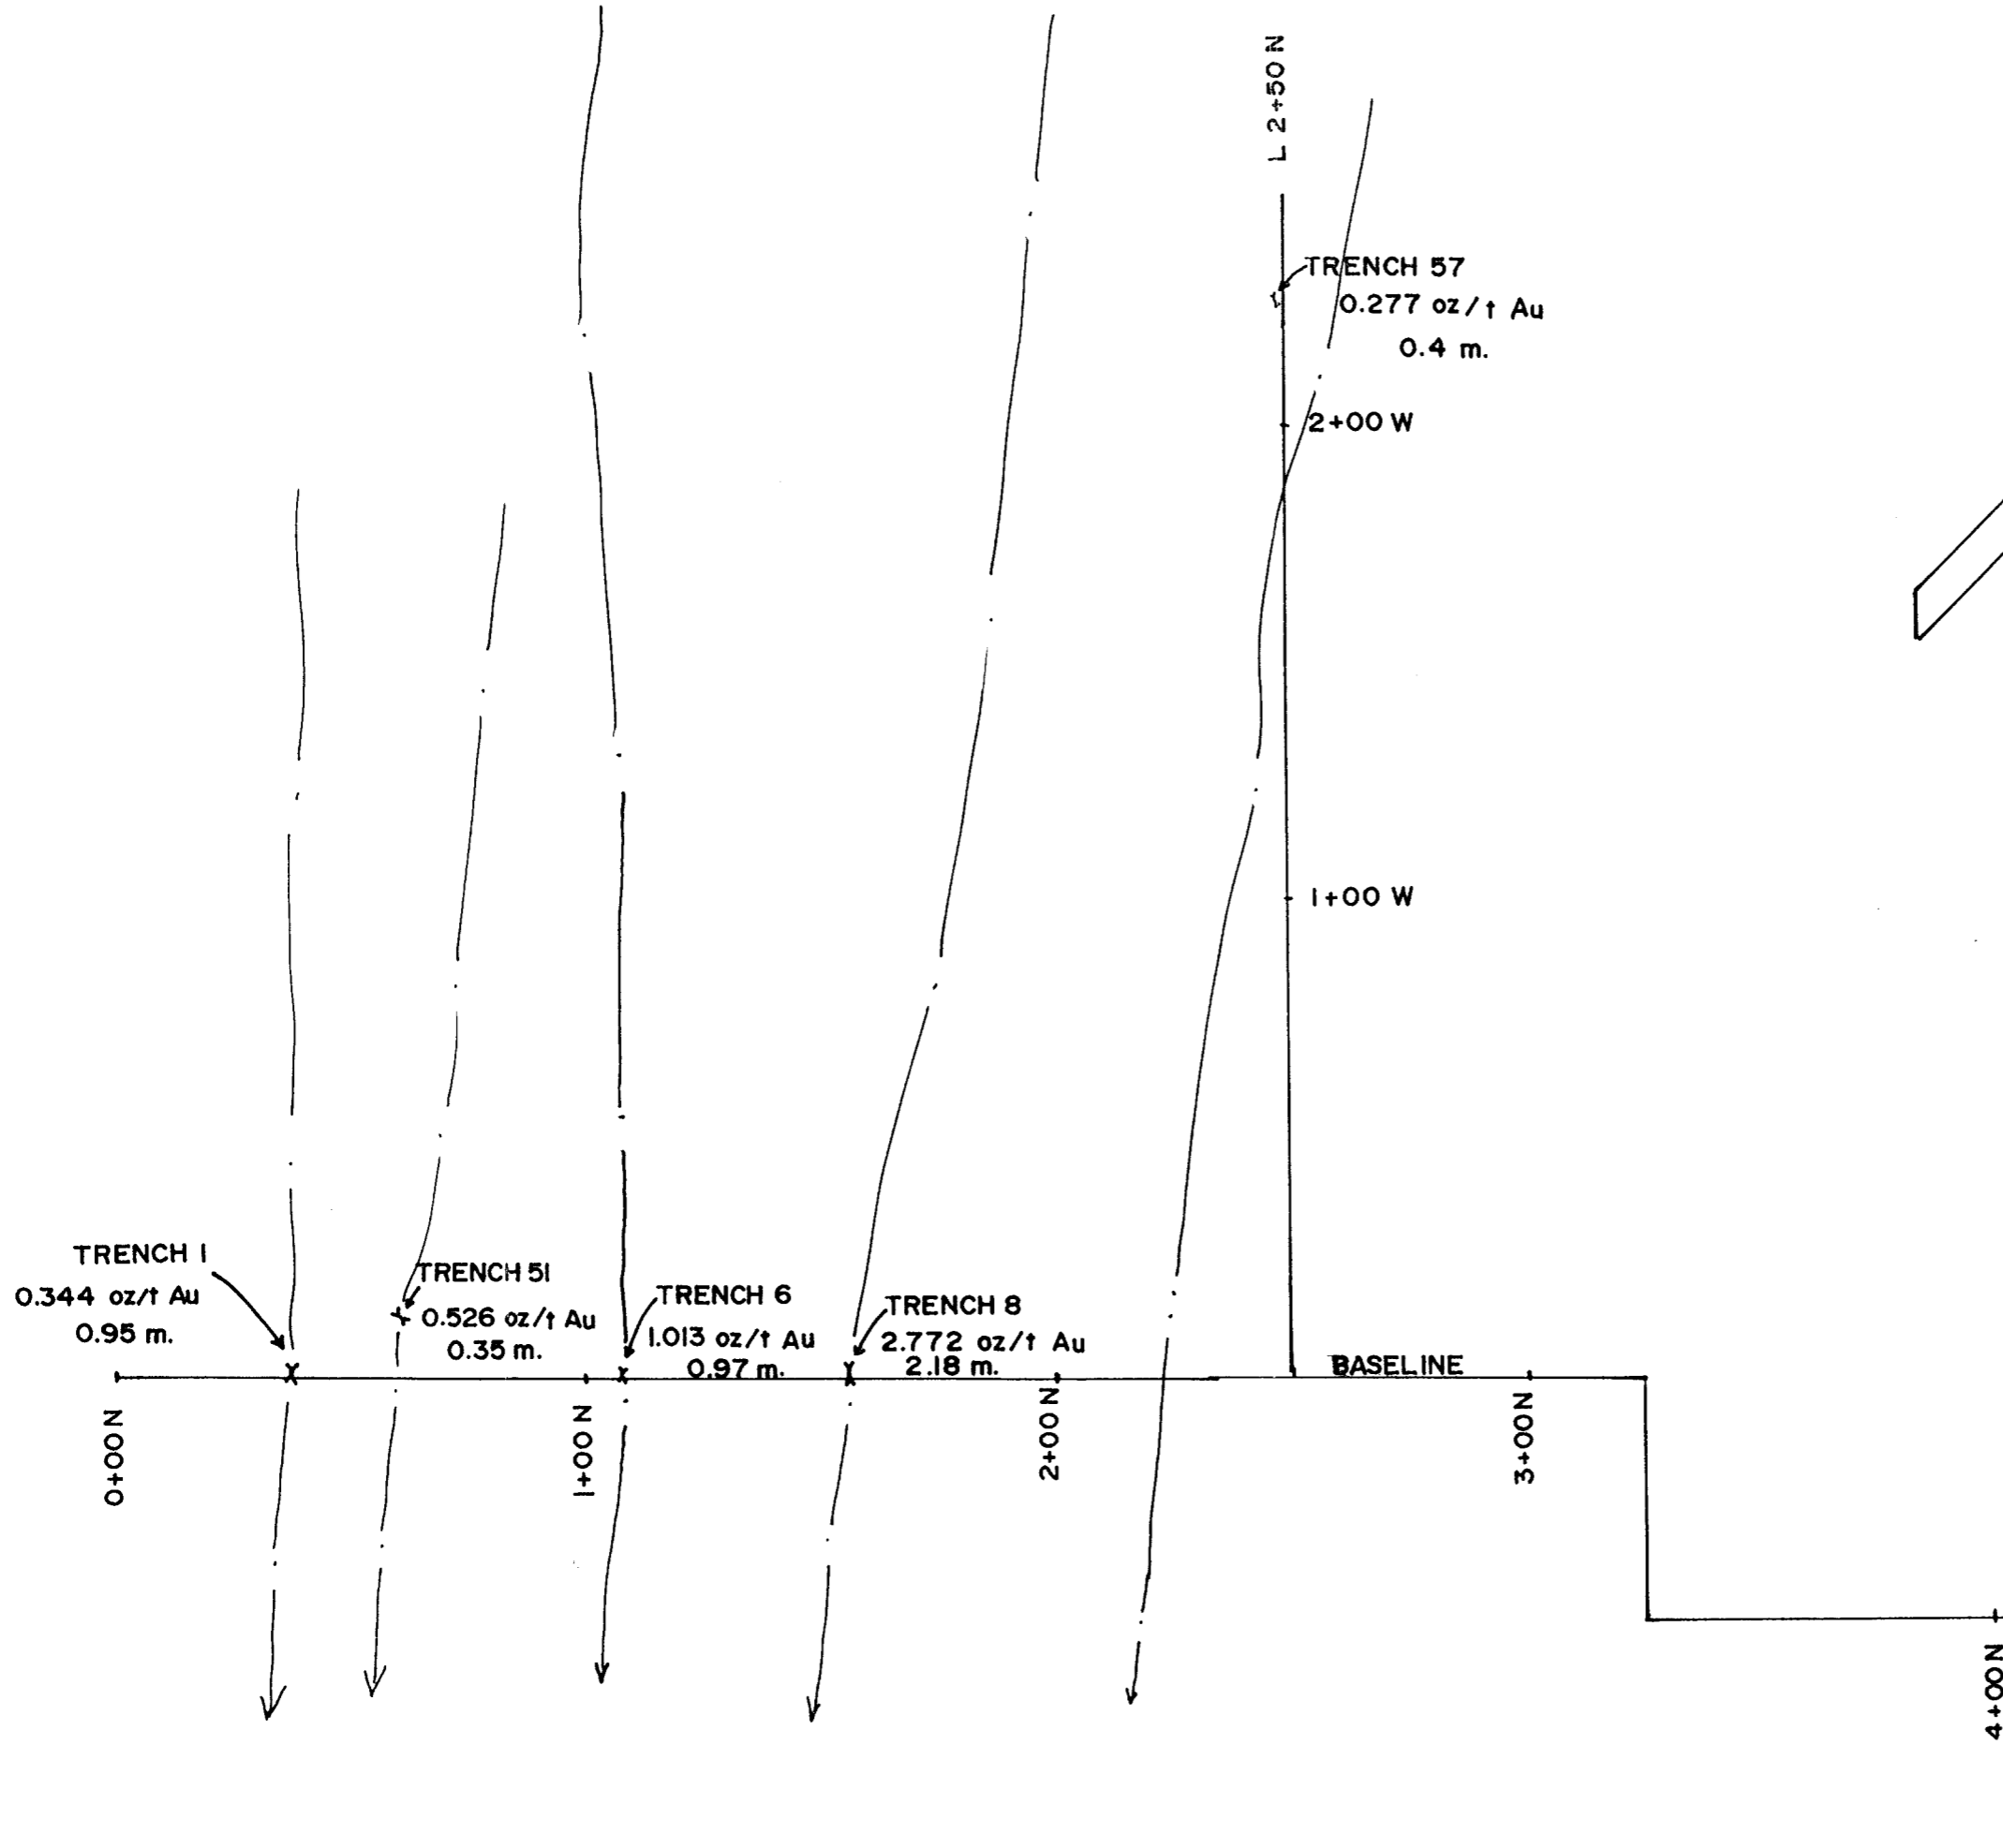 L 2+50 N
TRENCH 57
0.277 oz/t Au
0.4 m.
2+00 W
1+00 W
TRENCH 1
0.344 oz/t Au
0.95 m.
TRENCH 51
0.526 oz/t Au
0.35 m.
TRENCH 6
1.013 oz/t Au
0.97 m.
TRENCH 8
2.772 oz/t Au
2.18 m.
BASELINE
0+00 N
1+00 N
2+00 N
3+00 N
4+00 N